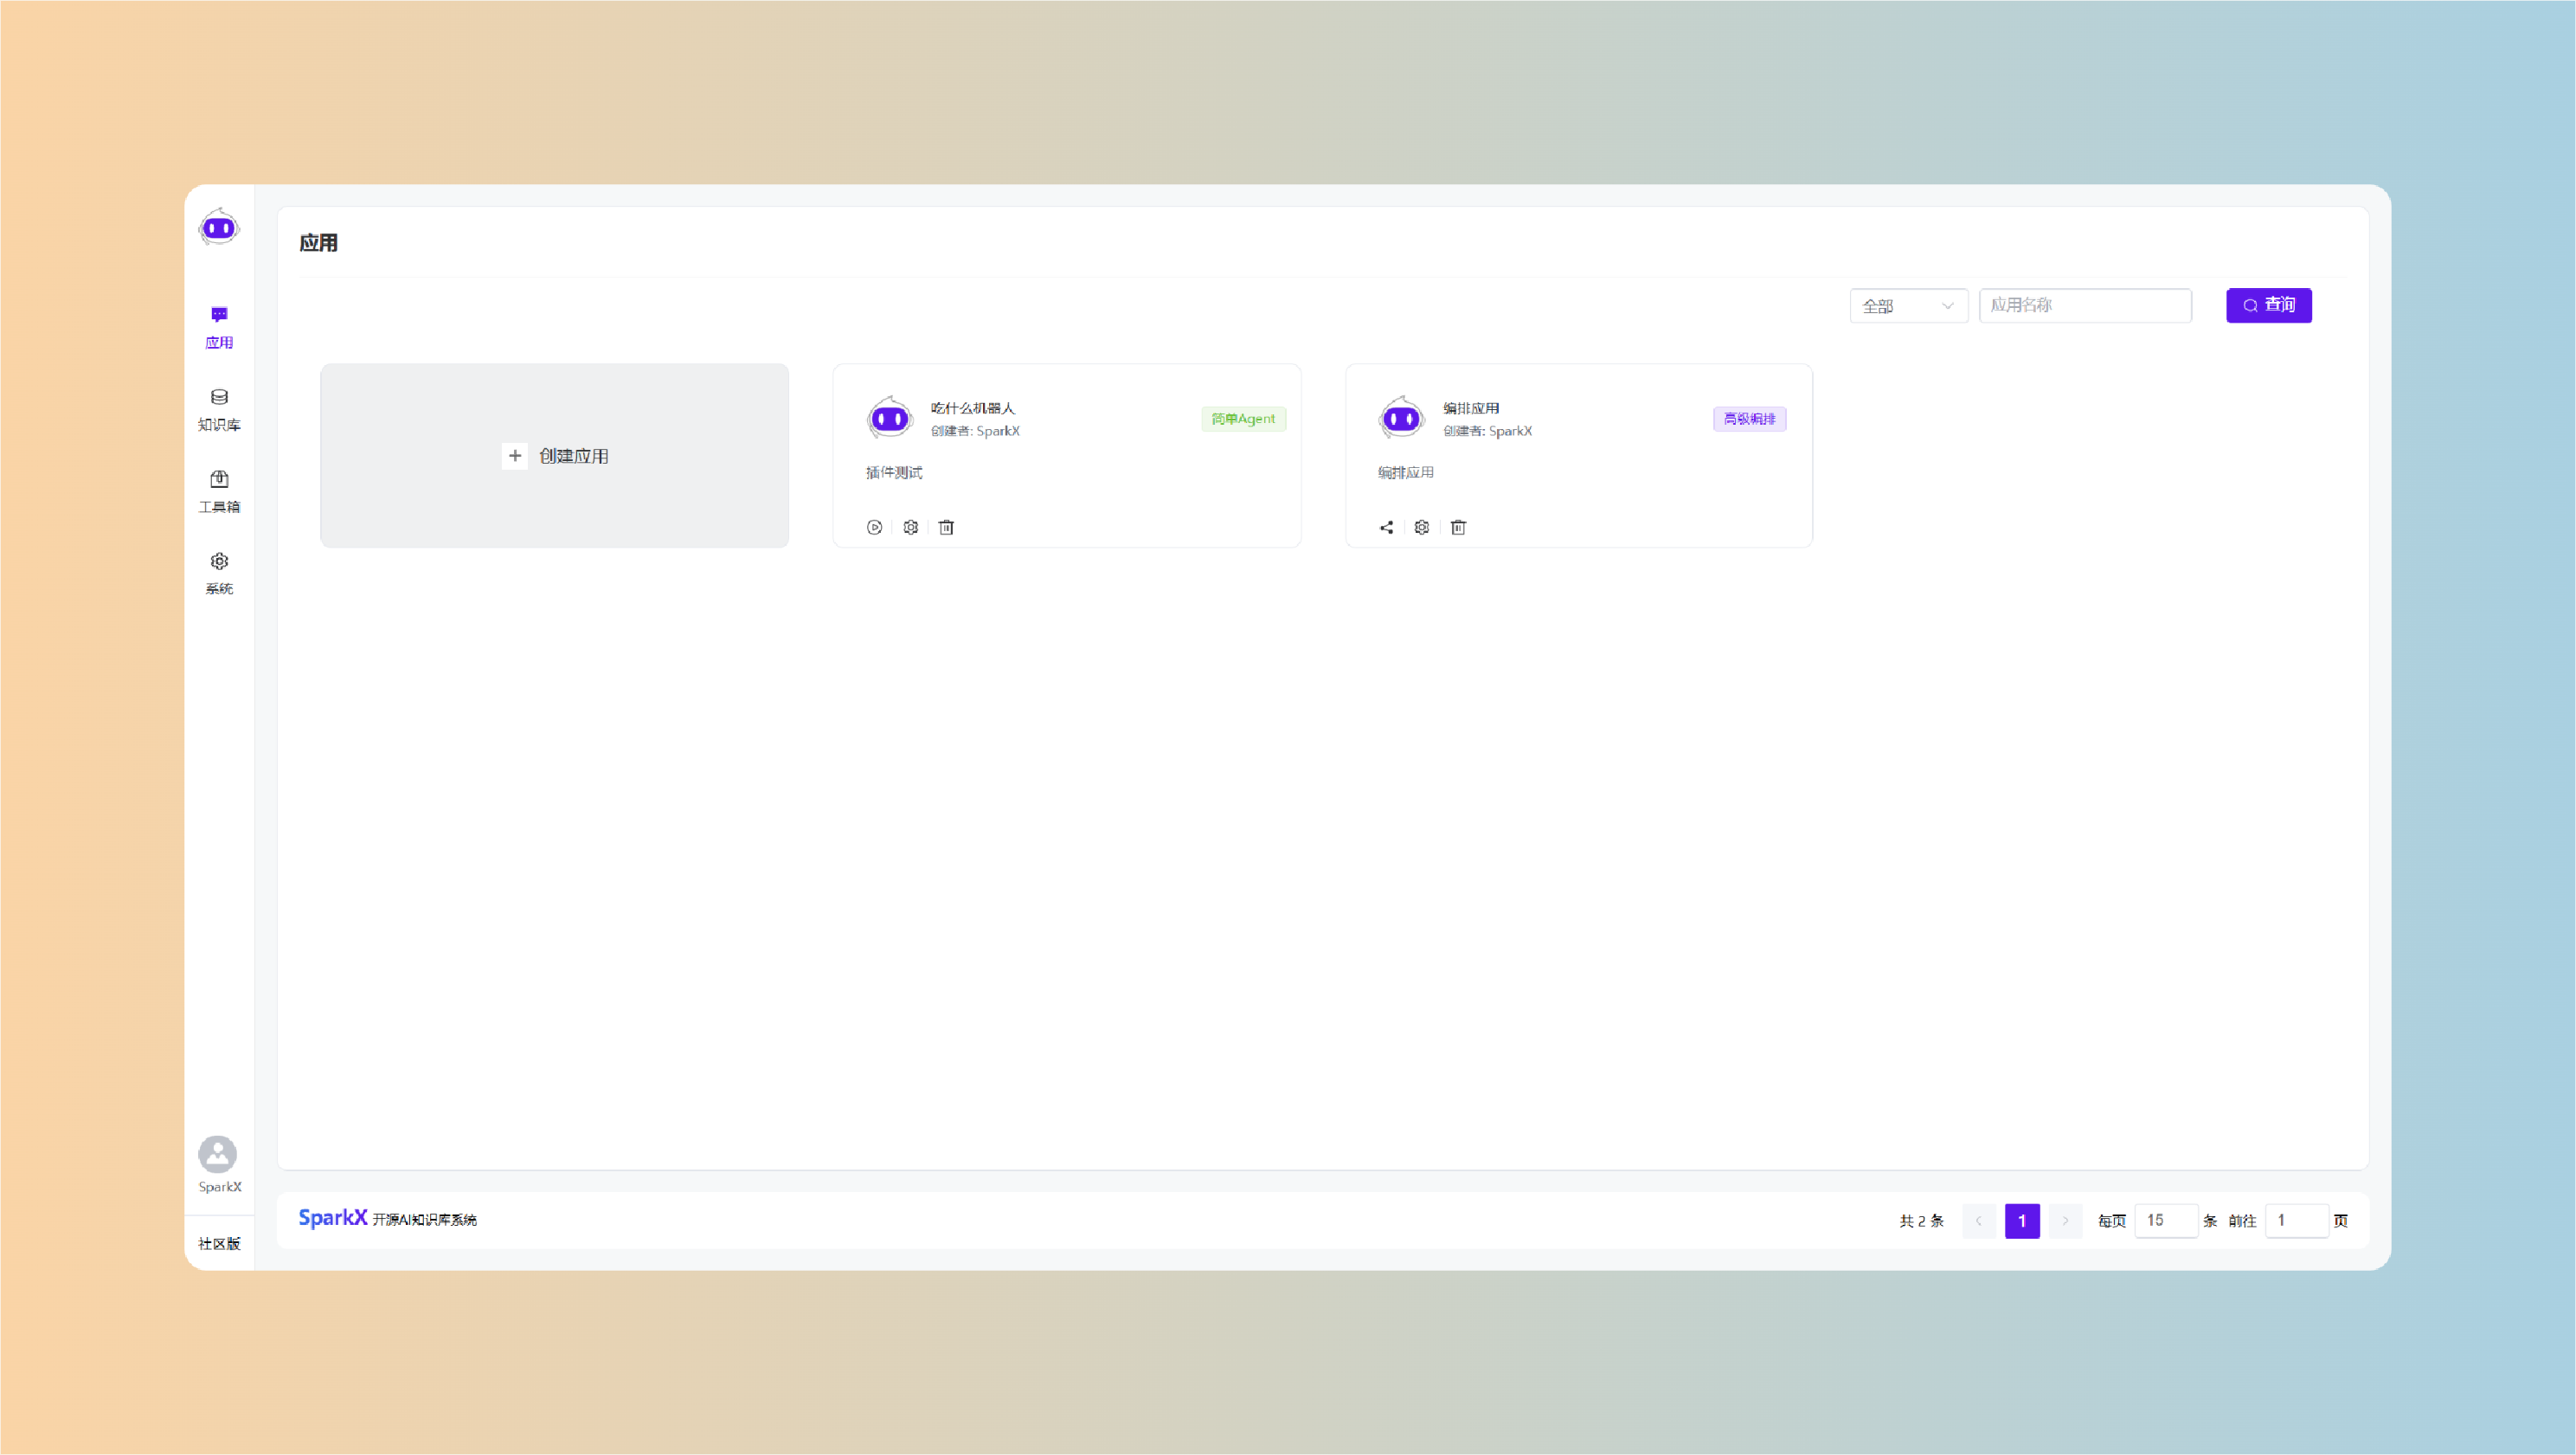 应用
全部
应用名称
查询
应用
知识库
工具箱
系统
创建应用
吃什么机器人
创建者: SparkX
简单Agent
插件测试
编排应用
创建者: SparkX
高级编排
编排应用
SparkX
社区版
SparkX 开源AI知识库系统
共 2 条 1 每页 15 条 前往 1 页